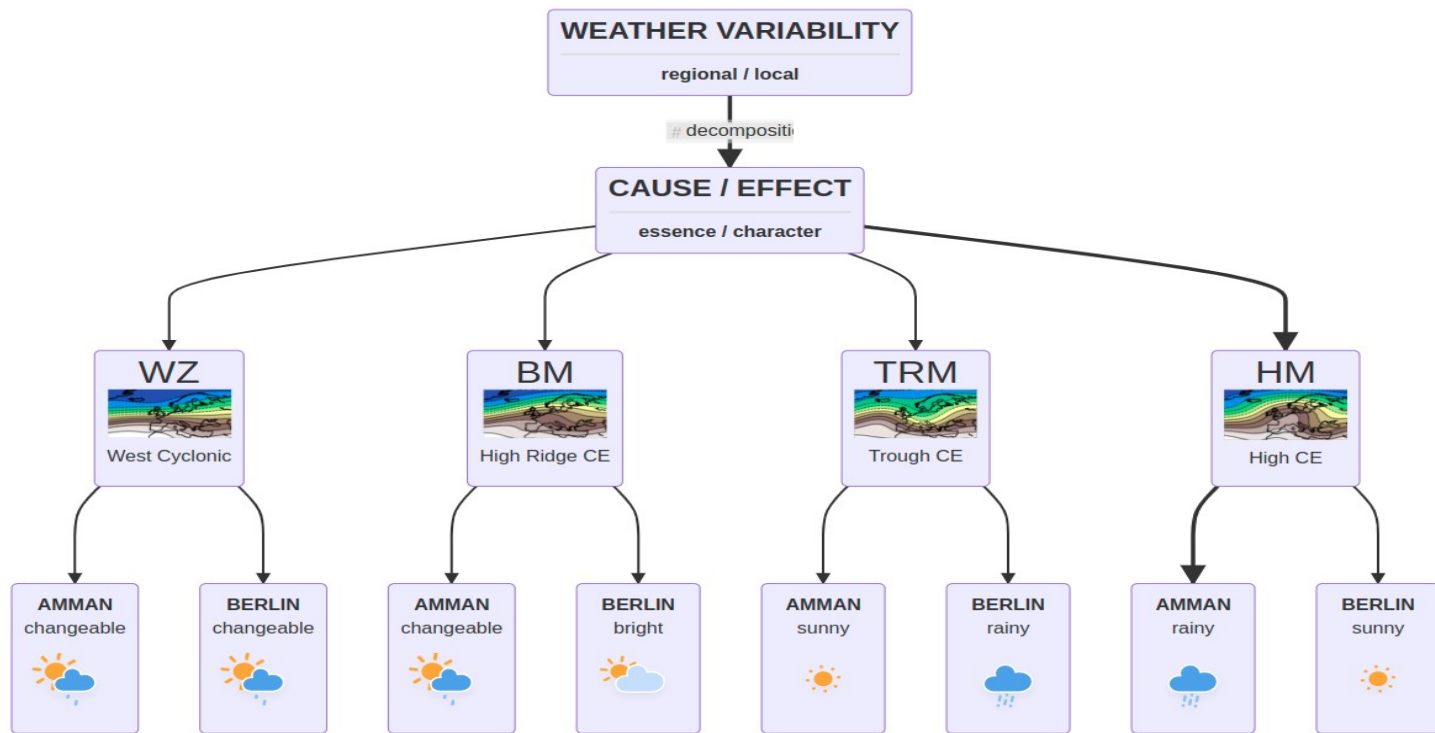 WEATHER VARIABILITY
regional / local
# decompositi
CAUSE / EFFECT
essence / character
WZ
West Cyclonic
BM
High Ridge CE
TRM
Trough CE
HM
High CE
AMMAN
changeable
BERLIN
changeable
AMMAN
changeable
BERLIN
bright
AMMAN
sunny
BERLIN
rainy
AMMAN
rainy
BERLIN
sunny